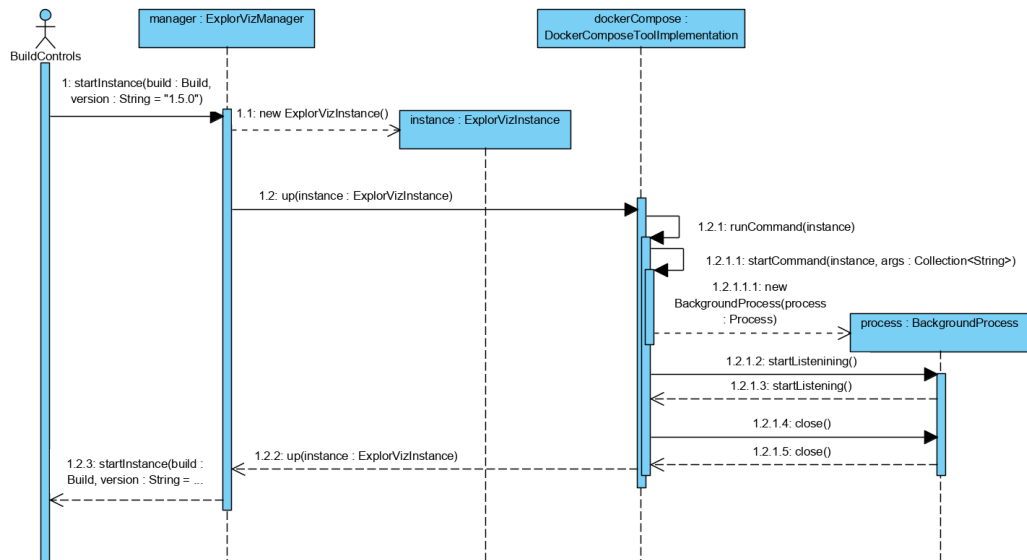 manager : ExplorVizManager
dockerCompose :
DockerComposeToolImplementation
BuildControls
1: startInstance(build : Build,
version : String = "1.5.0")
1.1: new ExplorVizInstance()
instance : ExplorVizInstance
1.2: up(instance : ExplorVizInstance)
1.2.1: runCommand(instance)
1.2.1.1: startCommand(instance, args : Collection<String>)
1.2.1.1.1: new
BackgroundProcess(process
: Process)
process : BackgroundProcess
1.2.1.2: startListenining()
1.2.1.3: startListening()
1.2.1.4: close()
1.2.1.5: close()
1.2.2: up(instance : ExplorVizInstance)
1.2.3: startInstance(build :
Build, version : String = ...